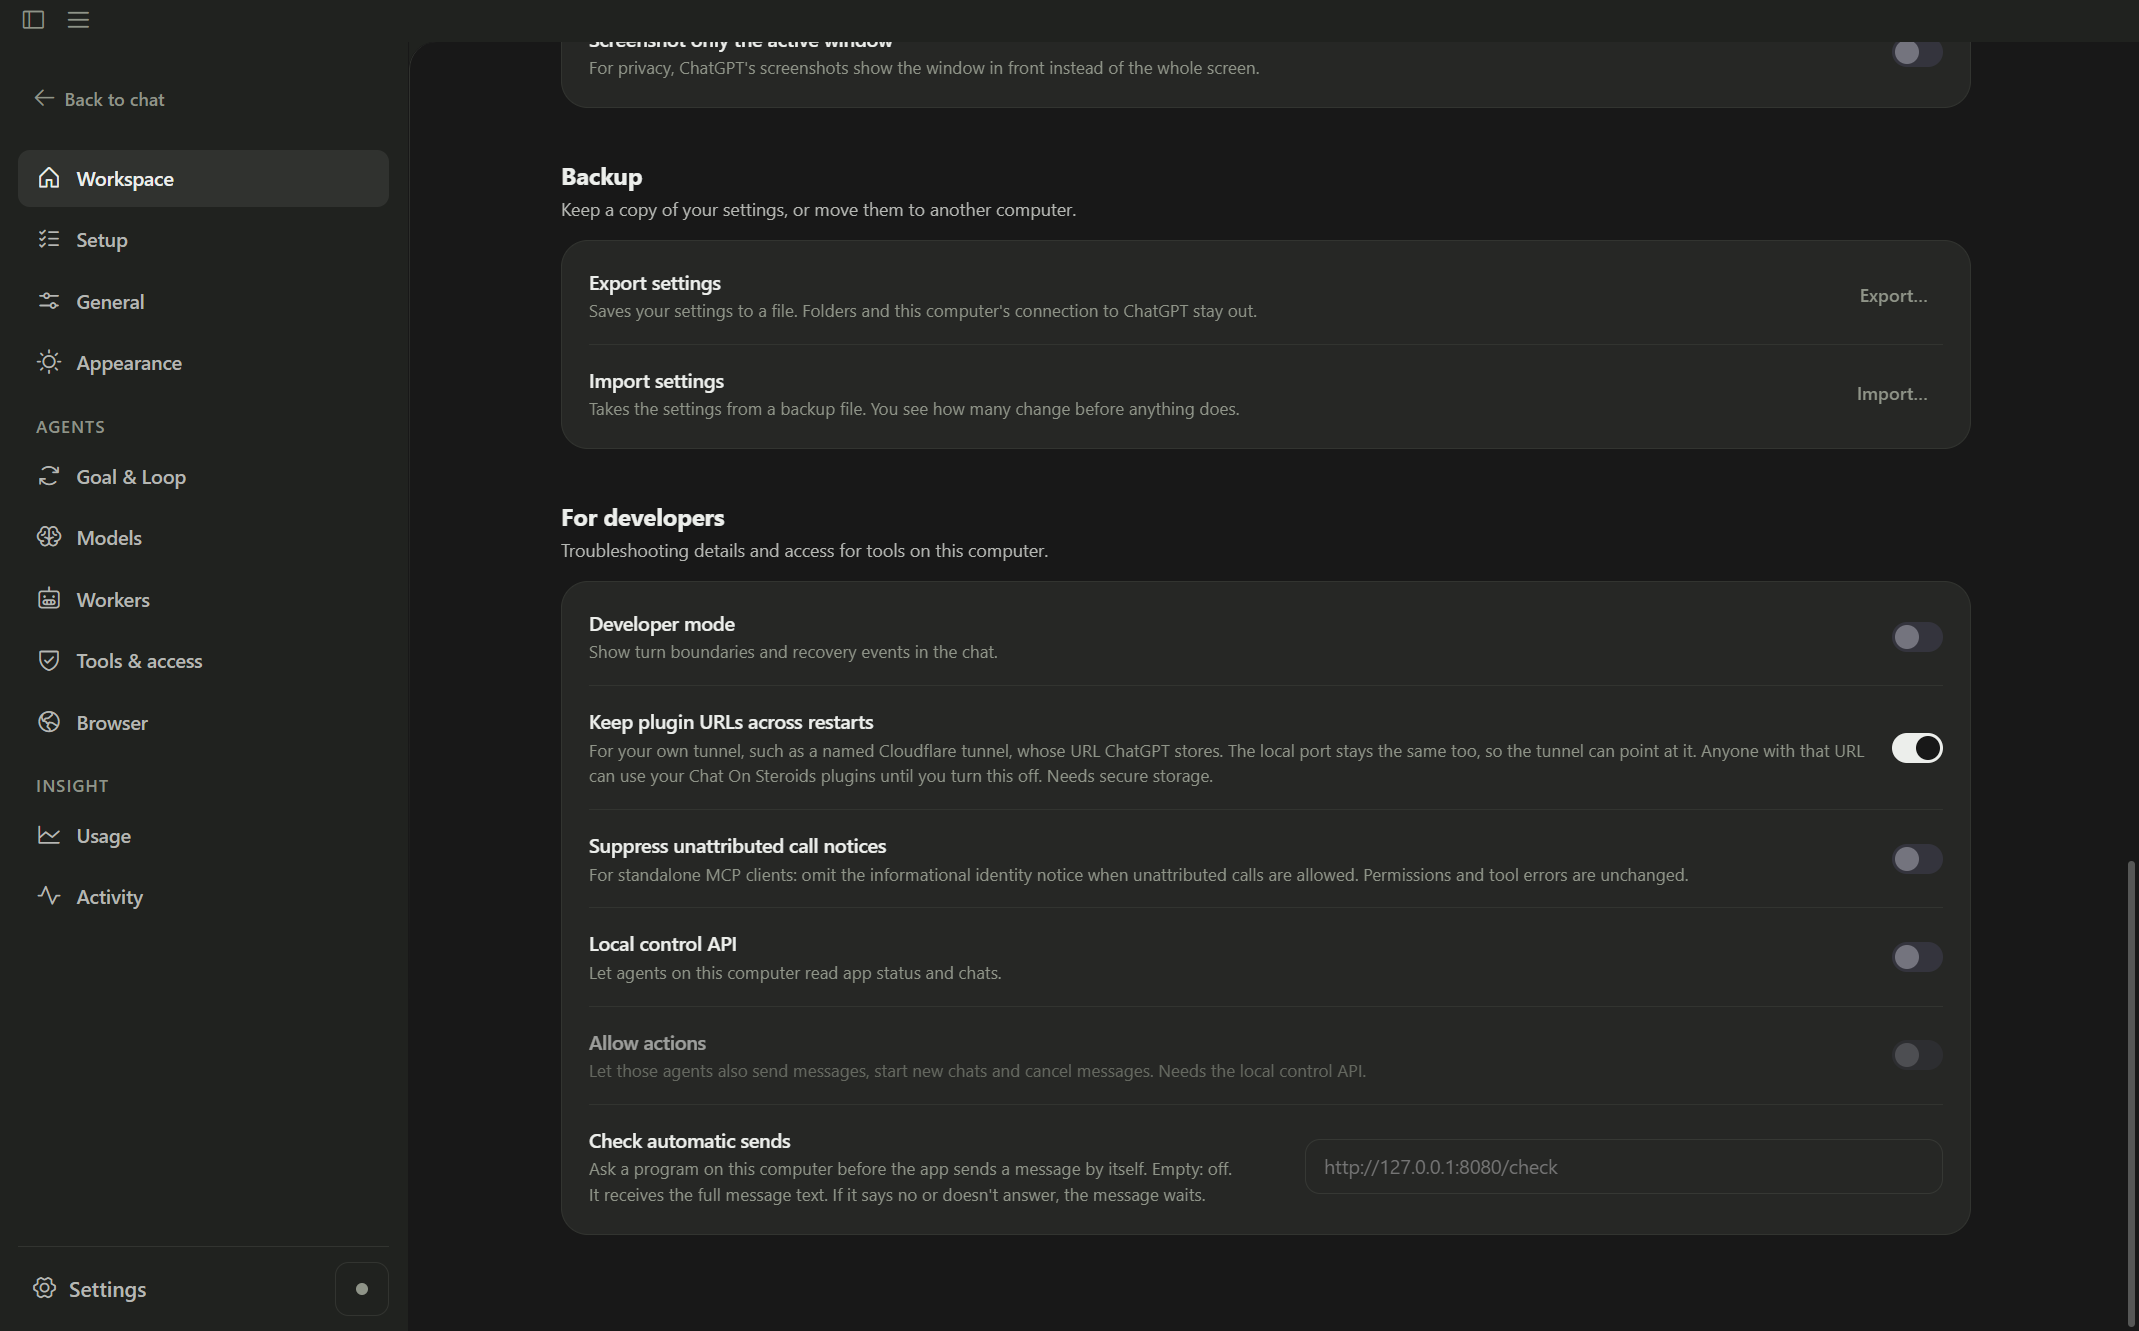 Back to chat
Workspace
Setup
General
Appearance
AGENTS
Goal & Loop
Models
Workers
Tools & access
Browser
INSIGHT
Usage
Activity
Settings
Screenshot only the active window
For privacy, ChatGPT's screenshots show the window in front instead of the whole screen.
Backup
Keep a copy of your settings, or move them to another computer.
Export settings
Saves your settings to a file. Folders and this computer's connection to ChatGPT stay out.
Export...
Import settings
Takes the settings from a backup file. You see how many change before anything does.
Import...
For developers
Troubleshooting details and access for tools on this computer.
Developer mode
Show turn boundaries and recovery events in the chat.
Keep plugin URLs across restarts
For your own tunnel, such as a named Cloudflare tunnel, whose URL ChatGPT stores. The local port stays the same too, so the tunnel can point at it. Anyone with that URL
can use your Chat On Steroids plugins until you turn this off. Needs secure storage.
Suppress unattributed call notices
For standalone MCP clients: omit the informational identity notice when unattributed calls are allowed. Permissions and tool errors are unchanged.
Local control API
Let agents on this computer read app status and chats.
Allow actions
Let those agents also send messages, start new chats and cancel messages. Needs the local control API.
Check automatic sends
Ask a program on this computer before the app sends a message by itself. Empty: off.
It receives the full message text. If it says no or doesn't answer, the message waits.
http://127.0.0.1:8080/check